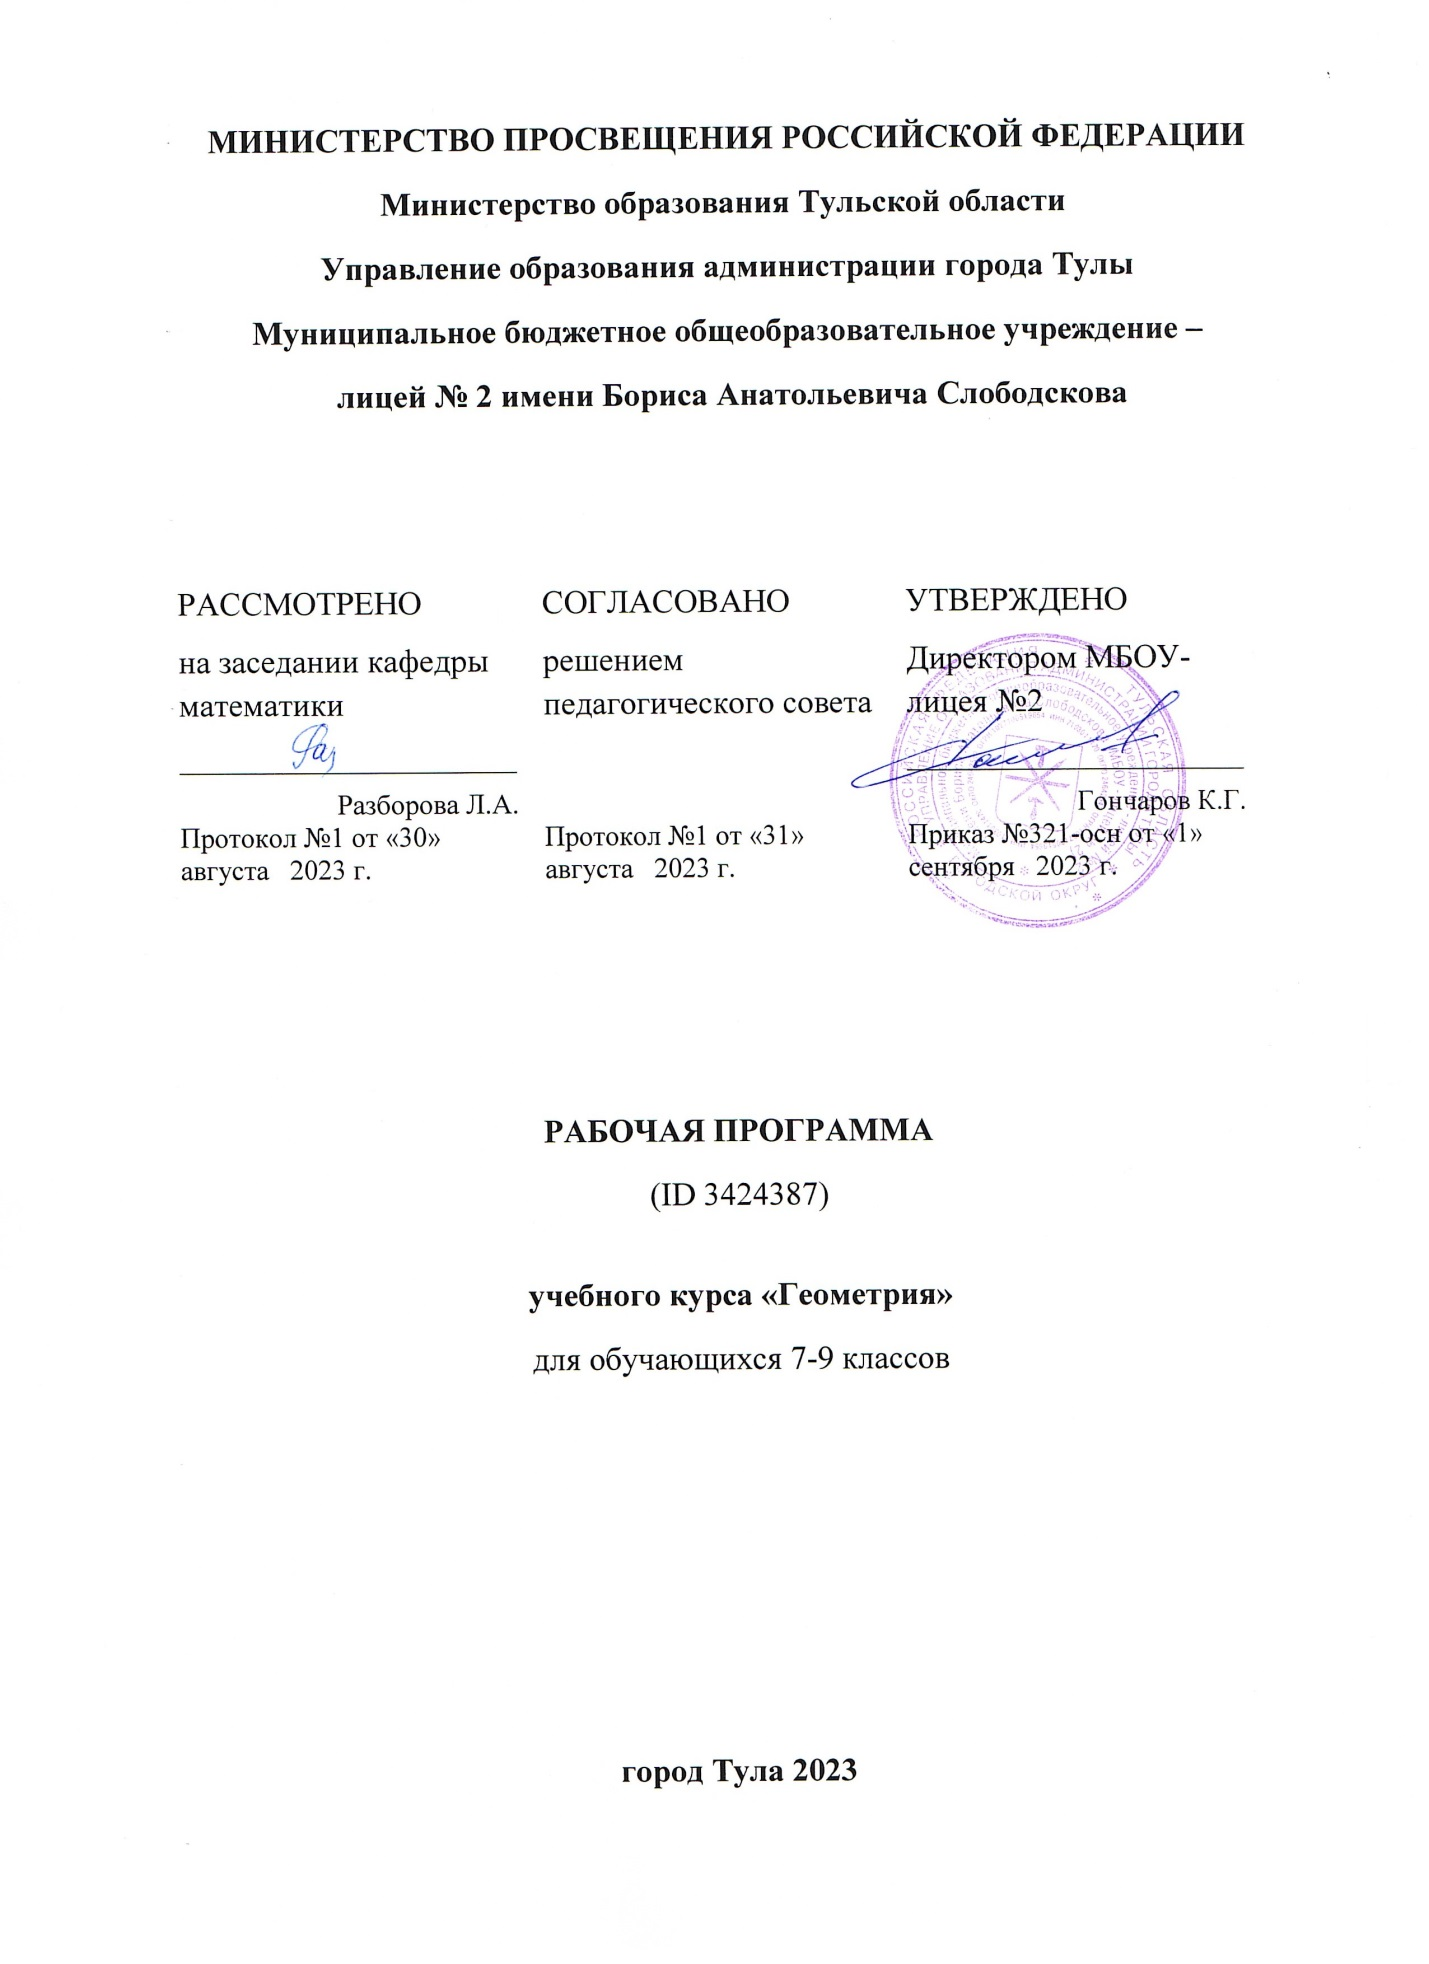 МИНИСТЕРСТВО ПРОСВЕЩЕНИЯ РОССИЙСКОЙ ФЕДЕРАЦИИ
Министерство образования Тульской области
Управление образования администрации города Тулы
Муниципальное бюджетное общеобразовательное учреждение –
лицей № 2 имени Бориса Анатольевича Слободскова
РАССМОТРЕНО
на заседании кафедры
математики
Разборова Л.А.
Протокол №1 от «30»
августа 2023 г.
СОГЛАСОВАНО
решением
педагогического совета
Протокол №1 от «31»
августа 2023 г.
УТВЕРЖДЕНО
Директором МБОУ-
лицея №2
Гончаров К.Г.
Приказ №321-осн от «1»
сентября 2023 г.
РАБОЧАЯ ПРОГРАММА
(ID 3424387)
учебного курса «Геометрия»
для обучающихся 7-9 классов
город Тула 2023